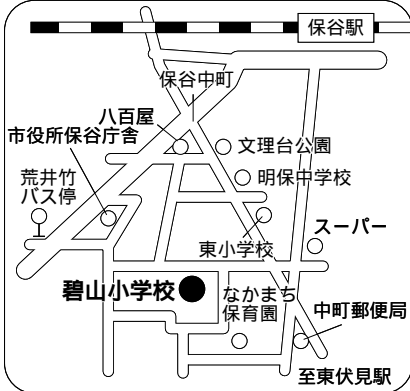 保谷駅
保谷中町
八百屋
市役所保谷庁舎
文理台公園
荒井竹
バス停
明保中学校
東小学校
スーパー
碧山小学校
なかまち
保育園
中町郵便局
至東伏見駅